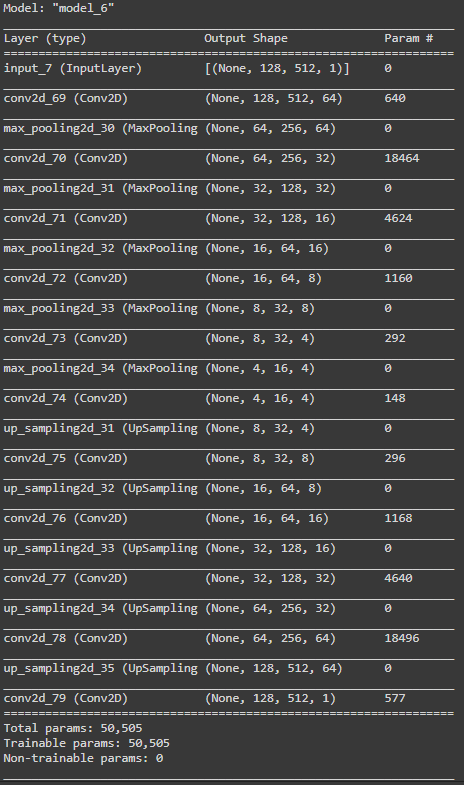 Model: "model_6"
_________________________________________________________________
Layer (type)                 Output Shape              Param #
=================================================================
input_7 (InputLayer)         [(None, 128, 512, 1)]     0
_________________________________________________________________
conv2d_69 (Conv2D)           (None, 128, 512, 64)      640
_________________________________________________________________
max_pooling2d_30 (MaxPooling (None, 64, 256, 64)       0
_________________________________________________________________
conv2d_70 (Conv2D)           (None, 64, 256, 32)       18464
_________________________________________________________________
max_pooling2d_31 (MaxPooling (None, 32, 128, 32)       0
_________________________________________________________________
conv2d_71 (Conv2D)           (None, 32, 128, 16)       4624
_________________________________________________________________
max_pooling2d_32 (MaxPooling (None, 16, 64, 16)        0
_________________________________________________________________
conv2d_72 (Conv2D)           (None, 16, 64, 8)         1160
_________________________________________________________________
max_pooling2d_33 (MaxPooling (None, 8, 32, 8)          0
_________________________________________________________________
conv2d_73 (Conv2D)           (None, 8, 32, 4)          292
_________________________________________________________________
max_pooling2d_34 (MaxPooling (None, 4, 16, 4)          0
_________________________________________________________________
conv2d_74 (Conv2D)           (None, 4, 16, 4)          148
_________________________________________________________________
up_sampling2d_31 (UpSampling (None, 8, 32, 4)          0
_________________________________________________________________
conv2d_75 (Conv2D)           (None, 8, 32, 8)          296
_________________________________________________________________
up_sampling2d_32 (UpSampling (None, 16, 64, 8)         0
_________________________________________________________________
conv2d_76 (Conv2D)           (None, 16, 64, 16)        1168
_________________________________________________________________
up_sampling2d_33 (UpSampling (None, 32, 128, 16)       0
_________________________________________________________________
conv2d_77 (Conv2D)           (None, 32, 128, 32)       4640
_________________________________________________________________
up_sampling2d_34 (UpSampling (None, 64, 256, 32)       0
_________________________________________________________________
conv2d_78 (Conv2D)           (None, 64, 256, 64)       18496
_________________________________________________________________
up_sampling2d_35 (UpSampling (None, 128, 512, 64)      0
_________________________________________________________________
conv2d_79 (Conv2D)           (None, 128, 512, 1)       577
=================================================================
Total params: 50,505
Trainable params: 50,505
Non-trainable params: 0
_________________________________________________________________